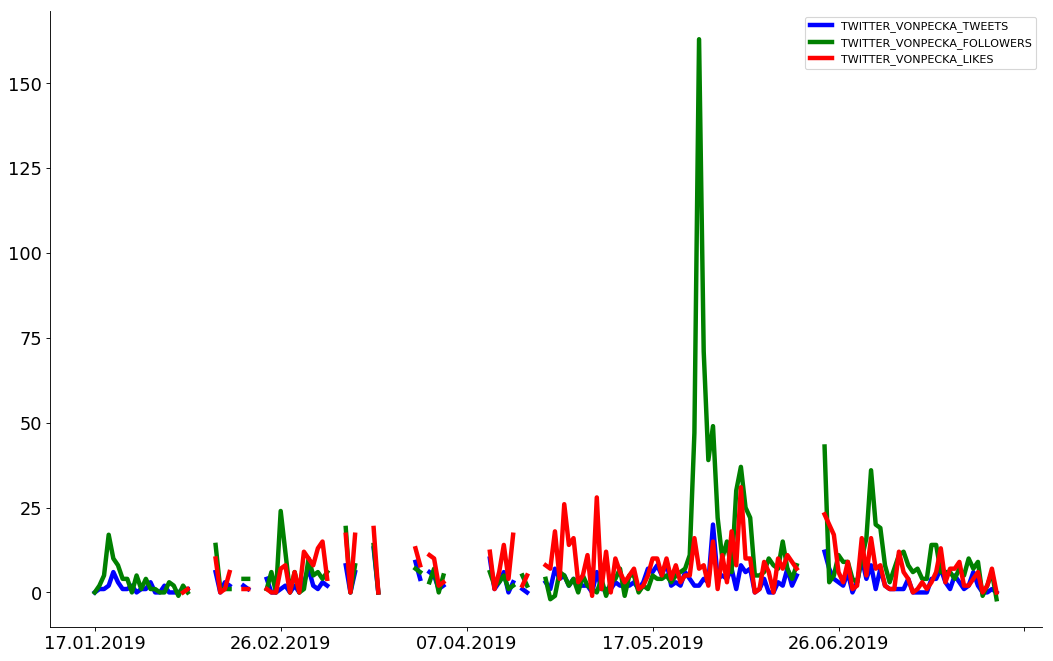 TWITTER_VONPECKA_TWEETS
TWITTER_VONPECKA_FOLLOWERS
TWITTER_VONPECKA_LIKES
150
125
100
75
50
25
0
17.01.2019 26.02.2019 07.04.2019 17.05.2019 26.06.2019